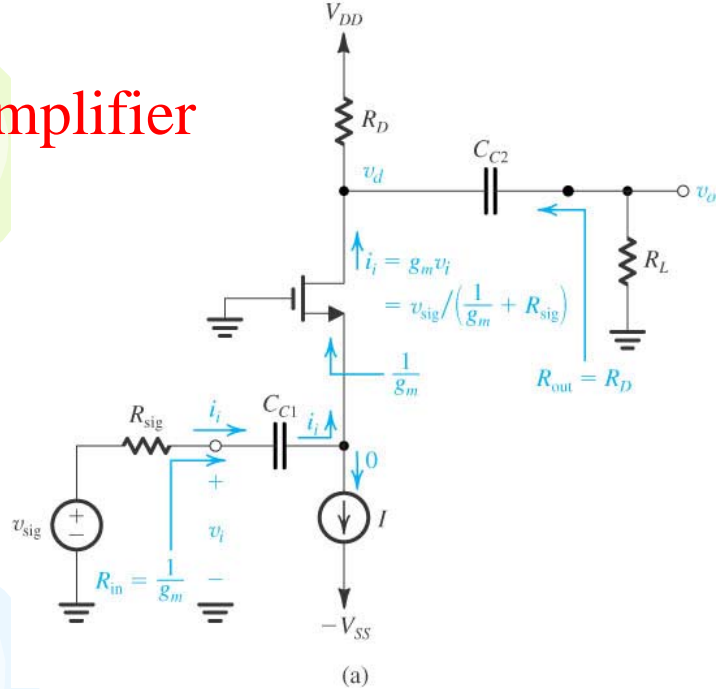 V_DD
mplifier
R_D
C_C2
v_d
v_o
i_i = g_m v_i
= v_sig/(1/g_m + R_sig)
R_L
1/g_m
R_out = R_D
R_sig
i_i
C_C1
i_i
0
+
v_sig
+
−
v_i
I
R_in = 1/g_m
−
−V_SS
(a)